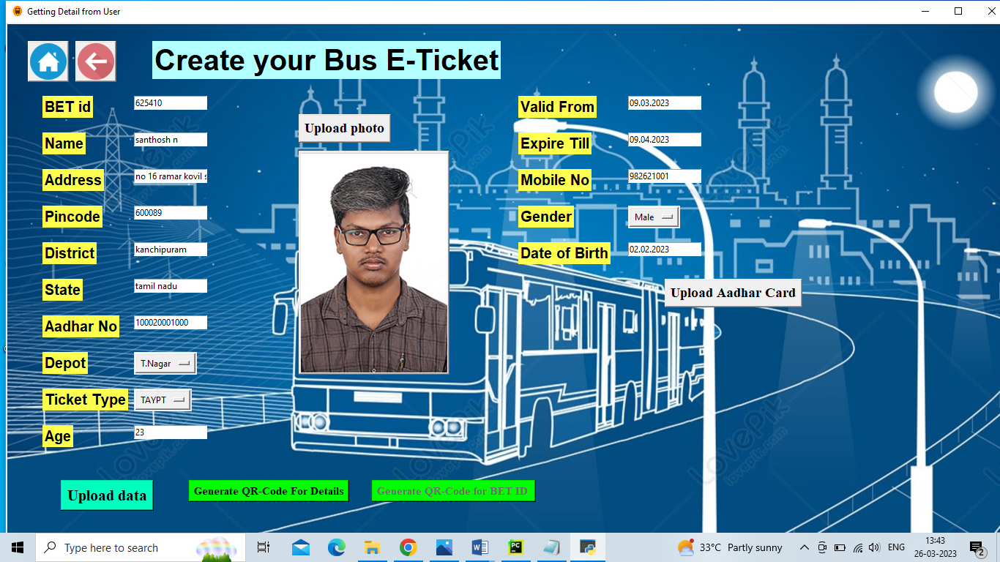 Getting Detail from User
Create your Bus E-Ticket
BET id 625410
Name santhosh n
Address no 16 ramar kovil s
Pincode 600089
District kanchipuram
State tamil nadu
Aadhar No 100020001000
Depot T.Nagar
Ticket Type TAYPT
Age 23
Upload photo
Valid From 09.03.2023
Expire Till 09.04.2023
Mobile No 982621001
Gender Male
Date of Birth 02.02.2023
Upload Aadhar Card
Upload data
Generate QR-Code For Details
Generate QR-Code for BET ID
Lovepik
lovepik.com
Type here to search
33°C Partly sunny
ENG
13:43
26-03-2023
2